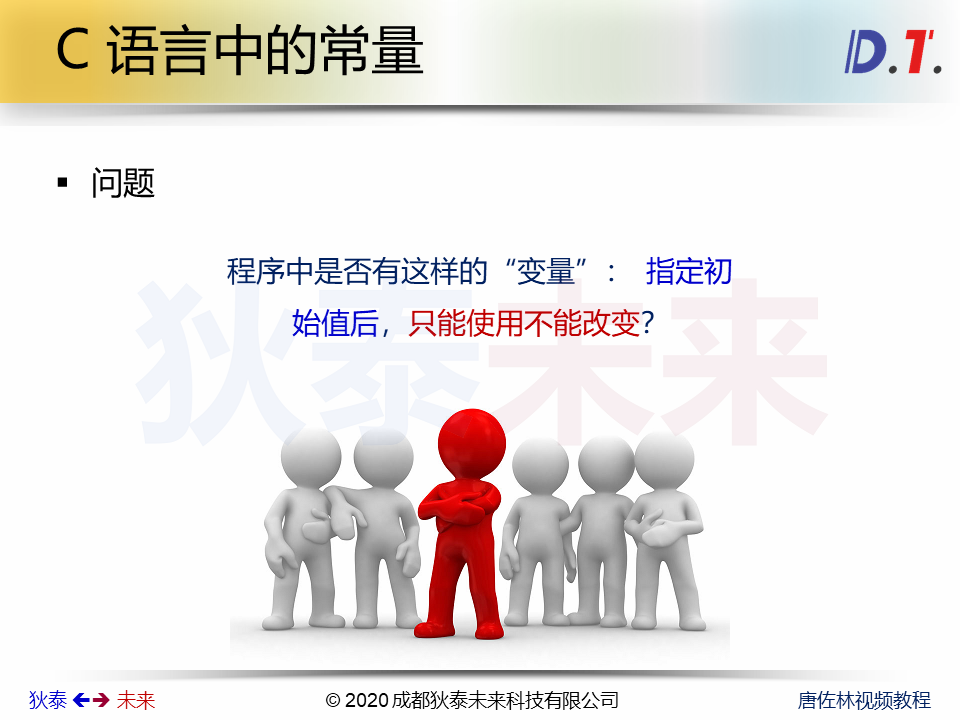 C 语言中的常量
D.T.
▪ 问题
程序中是否有这样的“变量”： 指定初
始值后，只能使用不能改变？
狄泰未来
狄泰 🡸🡺 未来
© 2020 成都狄泰未来科技有限公司
唐佐林视频教程